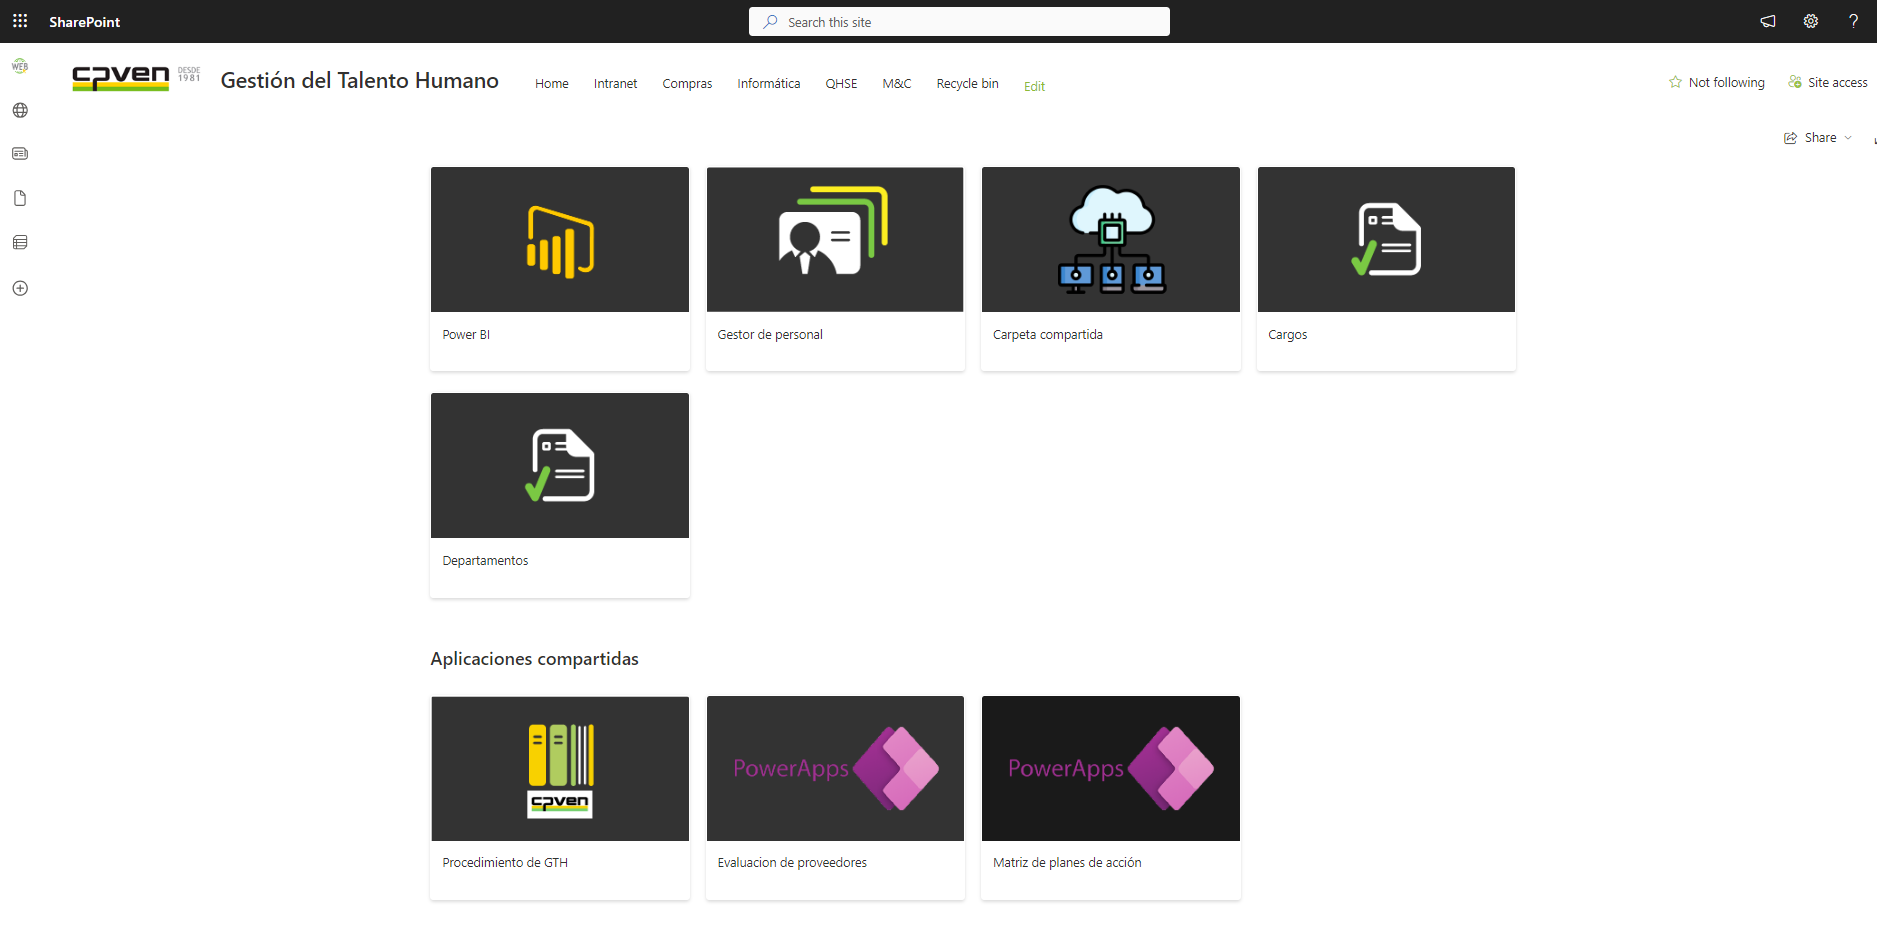 SharePoint
Search this site
?
WEB
cpven DESDE 1981
Gestión del Talento Humano
Home Intranet Compras Informática QHSE M&C Recycle bin Edit
Not following Site access
Share
Power BI
Gestor de personal
Carpeta compartida
Cargos
Departamentos
Aplicaciones compartidas
cpven
PowerApps
PowerApps
Procedimiento de GTH
Evaluacion de proveedores
Matriz de planes de acción